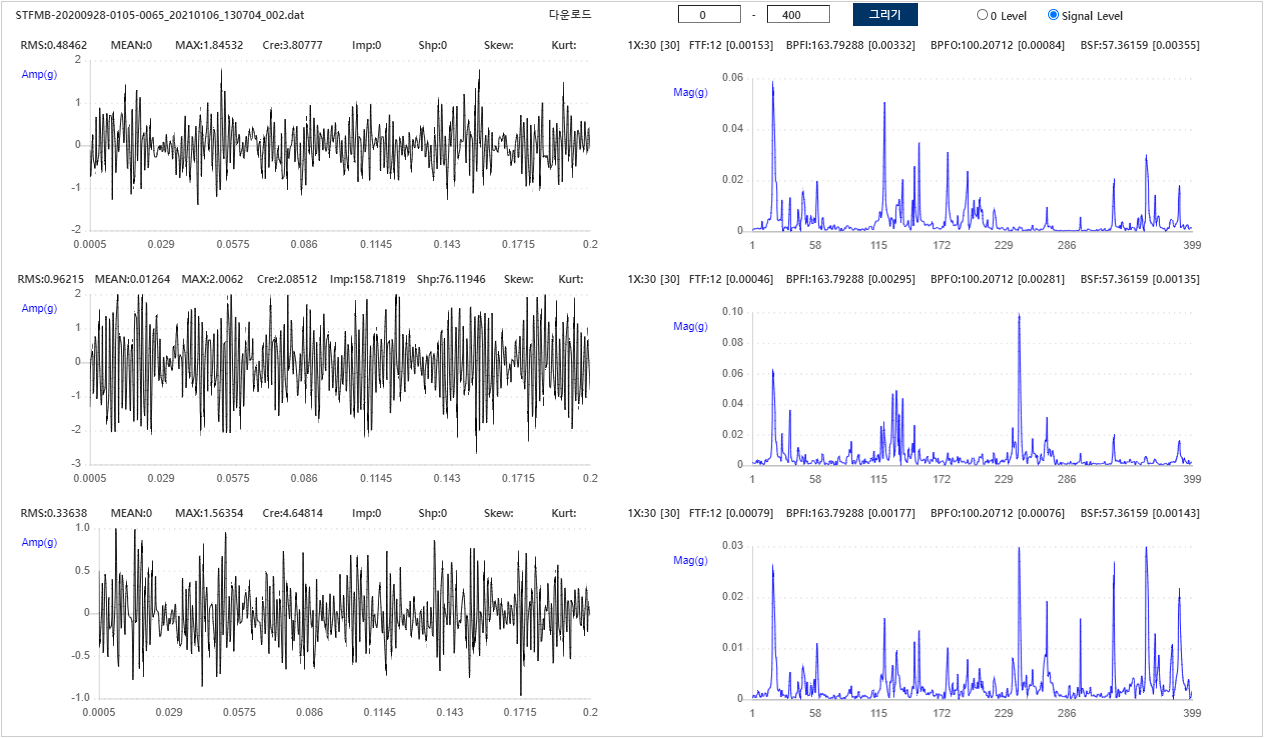 STFMB-20200928-0105-0065_20210106_130704_002.dat 다운로드 0 - 400 그리기 0 Level Signal Level
RMS:0.48462 MEAN:0 MAX:1.84532 Cre:3.80777 Imp:0 Shp:0 Skew: Kurt:
Amp(g)
2
1
0
-1
-2
0.0005 0.029 0.0575 0.086 0.1145 0.143 0.1715 0.2
1X:30 [30] FTF:12 [0.00153] BPFI:163.79288 [0.00332] BPFO:100.20712 [0.00084] BSF:57.36159 [0.00355]
Mag(g)
0.06
0.04
0.02
0
1 58 115 172 229 286 399
RMS:0.96215 MEAN:0.01264 MAX:2.0062 Cre:2.08512 Imp:158.71819 Shp:76.11946 Skew: Kurt:
Amp(g)
2
1
0
-1
-2
-3
0.0005 0.029 0.0575 0.086 0.1145 0.143 0.1715 0.2
1X:30 [30] FTF:12 [0.00046] BPFI:163.79288 [0.00295] BPFO:100.20712 [0.00281] BSF:57.36159 [0.00135]
Mag(g)
0.10
0.08
0.06
0.04
0.02
0
1 58 115 172 229 286 399
RMS:0.33638 MEAN:0 MAX:1.56354 Cre:4.64814 Imp:0 Shp:0 Skew: Kurt:
Amp(g)
1.0
0.5
0
-0.5
-1.0
0.0005 0.029 0.0575 0.086 0.1145 0.143 0.1715 0.2
1X:30 [30] FTF:12 [0.00079] BPFI:163.79288 [0.00177] BPFO:100.20712 [0.00076] BSF:57.36159 [0.00143]
Mag(g)
0.03
0.02
0.01
0
1 58 115 172 229 286 399